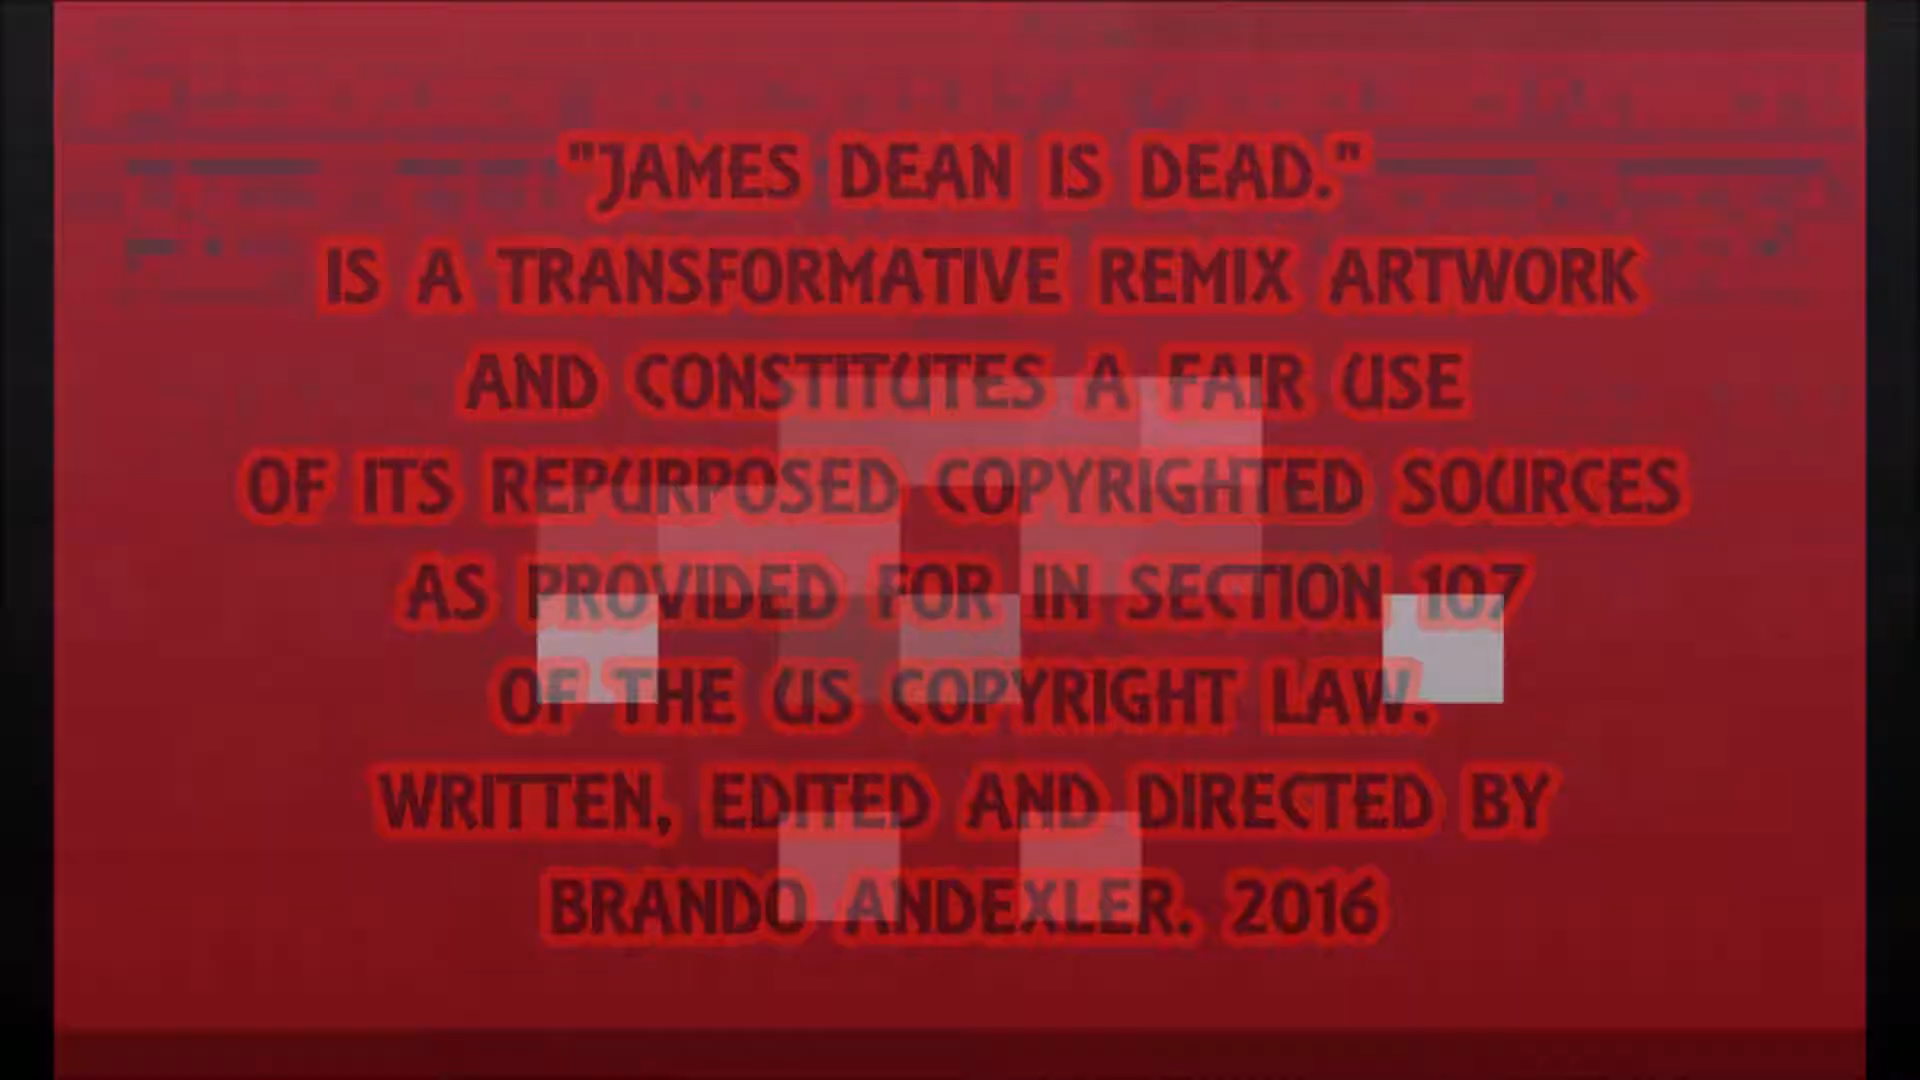 "JAMES DEAN IS DEAD."
IS A TRANSFORMATIVE REMIX ARTWORK
AND CONSTITUTES A FAIR USE
OF ITS REPURPOSED COPYRIGHTED SOURCES
AS PROVIDED FOR IN SECTION 107
OF THE US COPYRIGHT LAW.
WRITTEN, EDITED AND DIRECTED BY
BRANDO ANDEXLER. 2016